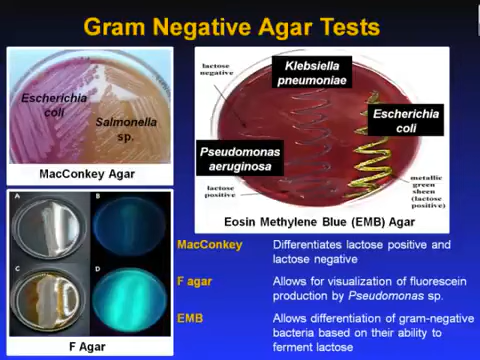 Gram Negative Agar Tests
Escherichia
coli
Salmonella
sp.
MacConkey Agar
lactose
negative
Klebsiella
pneumoniae
Escherichia
coli
Pseudomonas
aeruginosa
lactose
positive
metallic
green
sheen
(lactose
positive)
Eosin Methylene Blue (EMB) Agar
A
B
C
D
F Agar
MacConkey Differentiates lactose positive and
lactose negative
F agar Allows for visualization of fluorescein
production by Pseudomonas sp.
EMB Allows differentiation of gram-negative
bacteria based on their ability to
ferment lactose